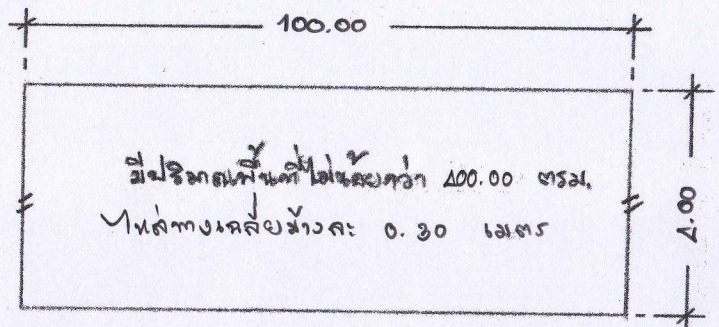 100.00
มีปริมาณพื้นที่ไม่น้อยกว่า 400.00 ตรม.
ไหล่ทางเฉลี่ยข้างละ 0.30 เมตร
4.00